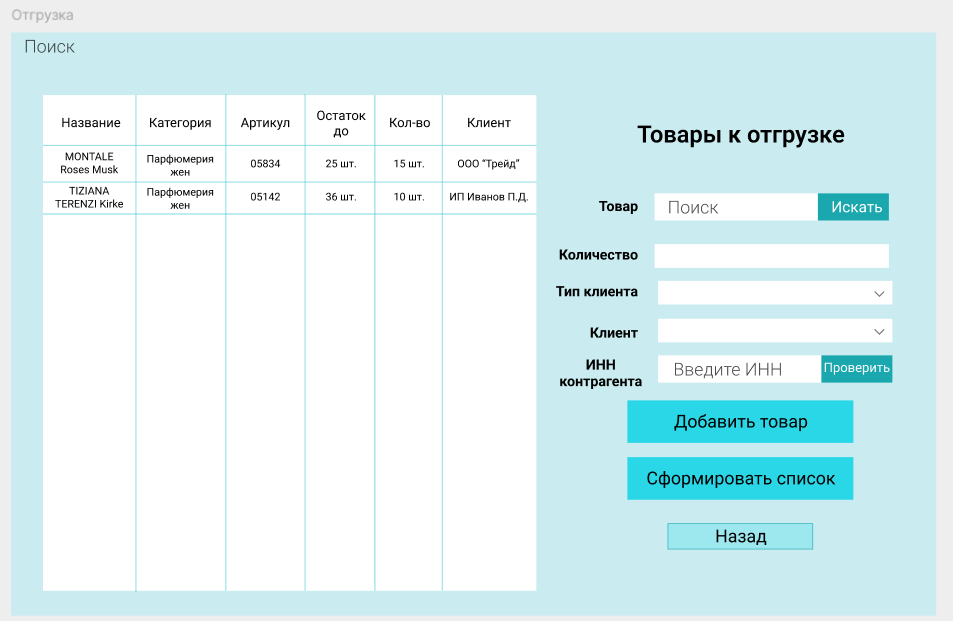 Отгрузка
Поиск
Название Категория Артикул Остаток до Кол-во Клиент
MONTALE Roses Musk Парфюмерия жен 05834 25 шт. 15 шт. ООО “Трейд”
TIZIANA TERENZI Kirke Парфюмерия жен 05142 36 шт. 10 шт. ИП Иванов П.Д.
Товары к отгрузке
Товар Поиск Искать
Количество
Тип клиента
Клиент
ИНН
контрагента
Введите ИНН Проверить
Добавить товар
Сформировать список
Назад